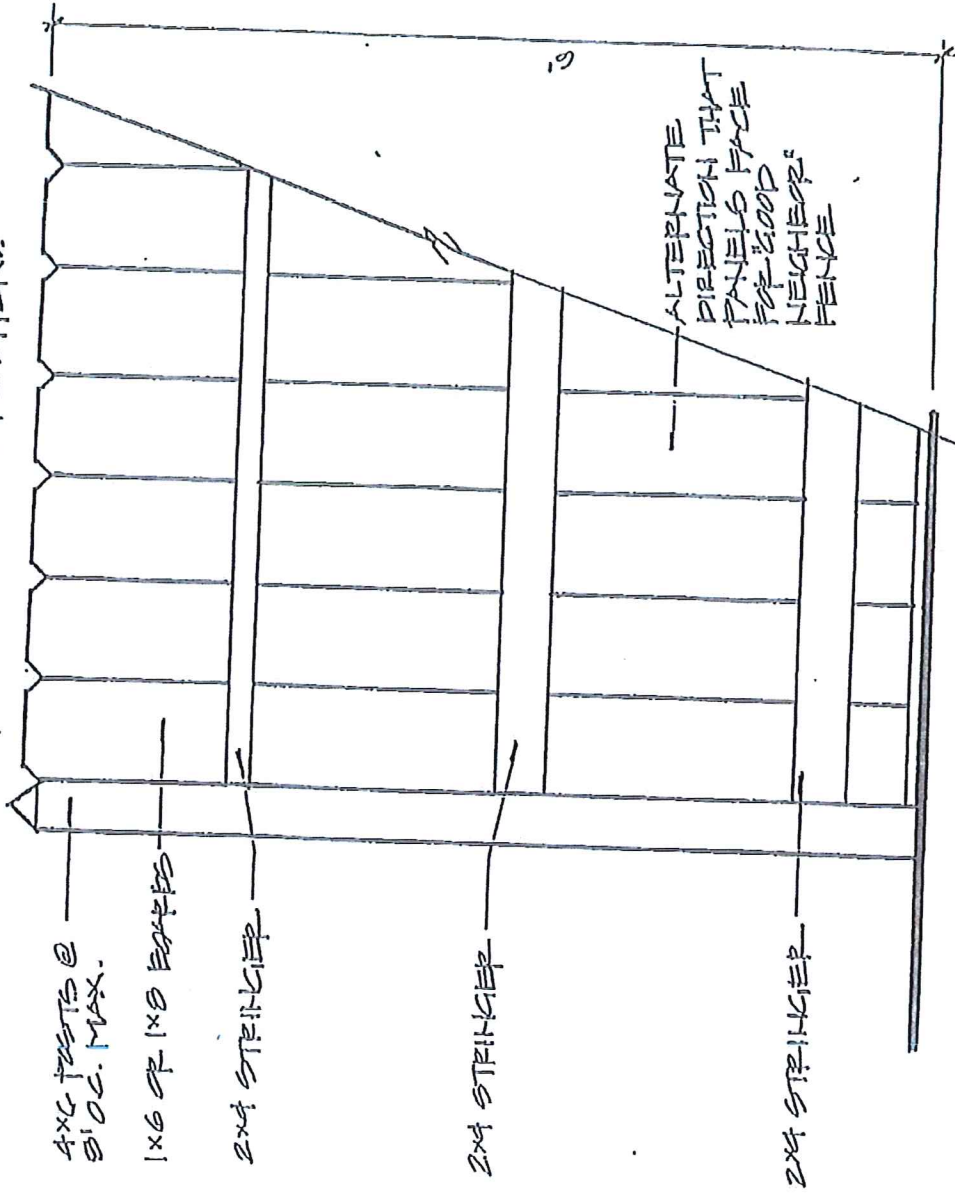 4x6 POSTS @
8' O.C. MAX.
1x6 OR 1x8 BOARDS
2x4 STRINGER
2x4 STRINGER
2x4 STRINGER
6'
ALTERNATE
DIRECTION THAT
PANELS FACE
FOR "GOOD
NEIGHBOR"
FENCE